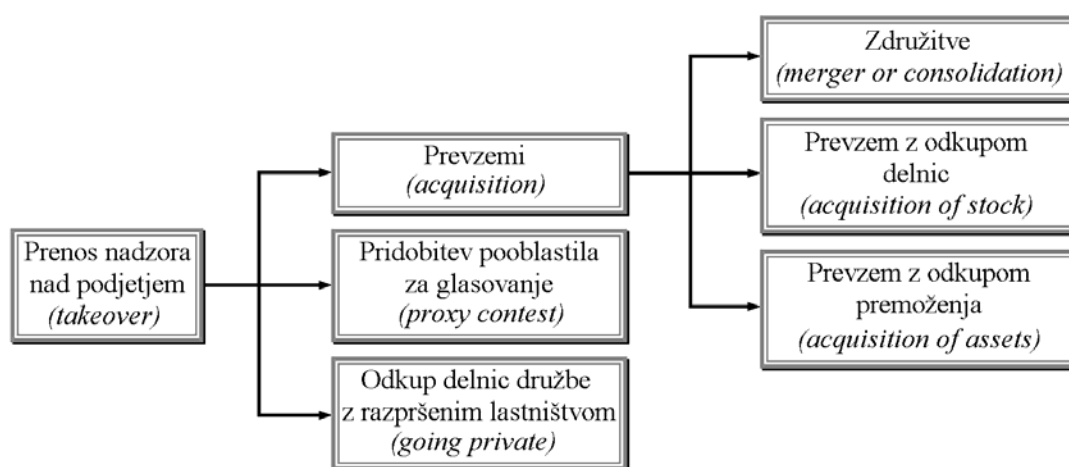 Prenos nadzora
nad podjetjem
(takeover)
Prevzemi
(acquisition)
Pridobitev pooblastila
za glasovanje
(proxy contest)
Odkup delnic družbe
z razpršenim lastništvom
(going private)
Združitve
(merger or consolidation)
Prevzem z odkupom
delnic
(acquisition of stock)
Prevzem z odkupom
premoženja
(acquisition of assets)